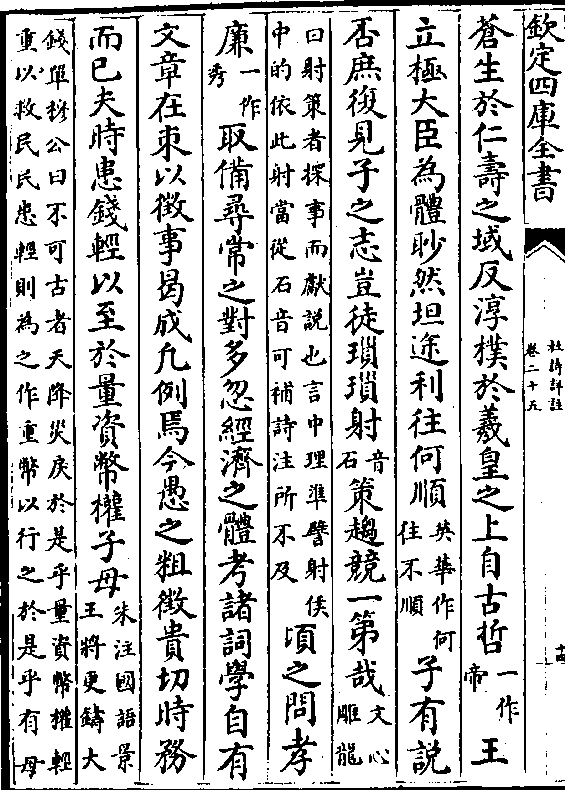 欽定四庫全書
杜詩詳註
卷二十五
十四
蒼生於仁壽之域反淳樸於羲皇之上自古哲一作帝王
立極大臣為體眇然坦途利往何順英華作何往不順子有說
否庶復見子之志豈徒瑣瑣射音石策趨競一第哉文心雕龍
曰射策者探事而獻說也言中理準譬射侯
中的依此射當從石音可補詩注所不及頃之問孝
廉一作秀取備尋常之對多忽經濟之體考諸詞學自有
文章在束以徵事曷成凡例焉今愚之粗徵貴切時務
而已夫時患錢輕以至於量資幣權子母朱注國語景王將更鑄大
錢單穆公曰不可古者天降災戾於是乎量資幣權輕
重以救民民患輕則為之作重幣以行之於是乎有母